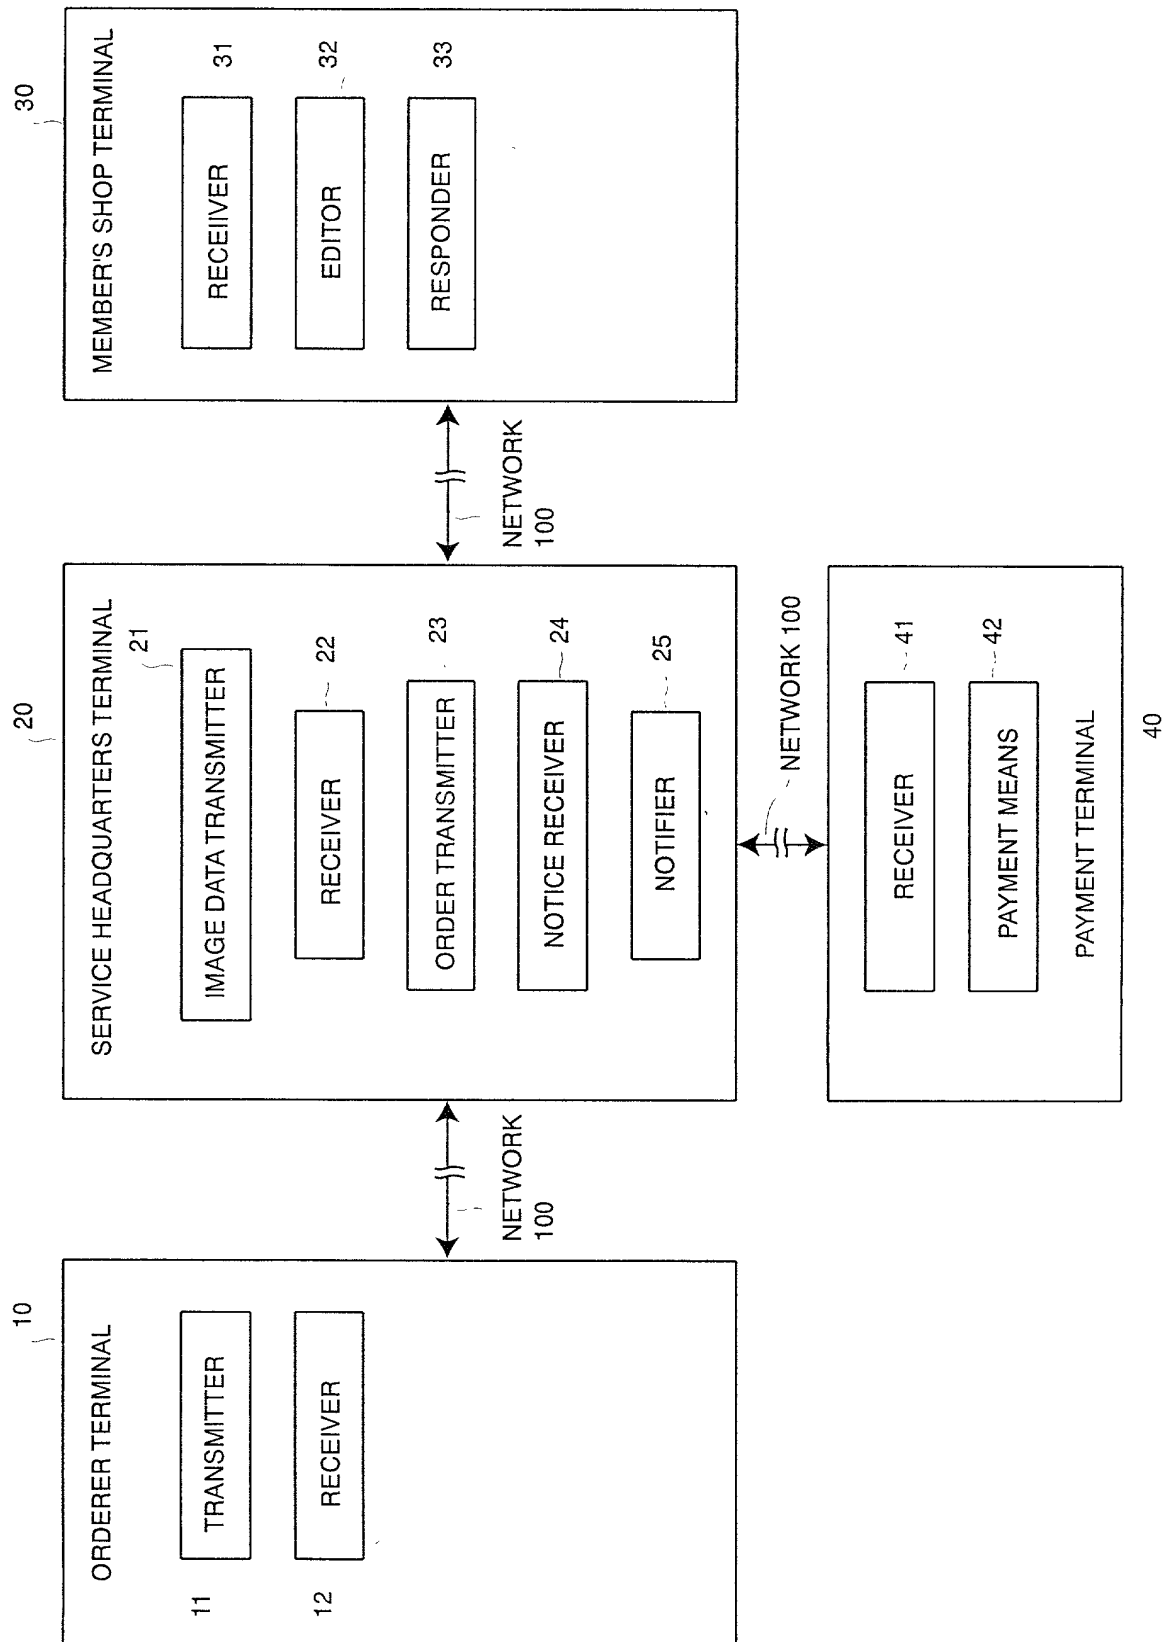 10
ORDERER TERMINAL
11
TRANSMITTER
12
RECEIVER
NETWORK
100
20
SERVICE HEADQUARTERS TERMINAL
21
IMAGE DATA TRANSMITTER
22
RECEIVER
23
ORDER TRANSMITTER
24
NOTICE RECEIVER
25
NOTIFIER
NETWORK
100
30
MEMBER'S SHOP TERMINAL
31
RECEIIVER
32
EDITOR
33
RESPONDER
NETWORK 100
41
RECEIVER
42
PAYMENT MEANS
PAYMENT TERMINAL
40